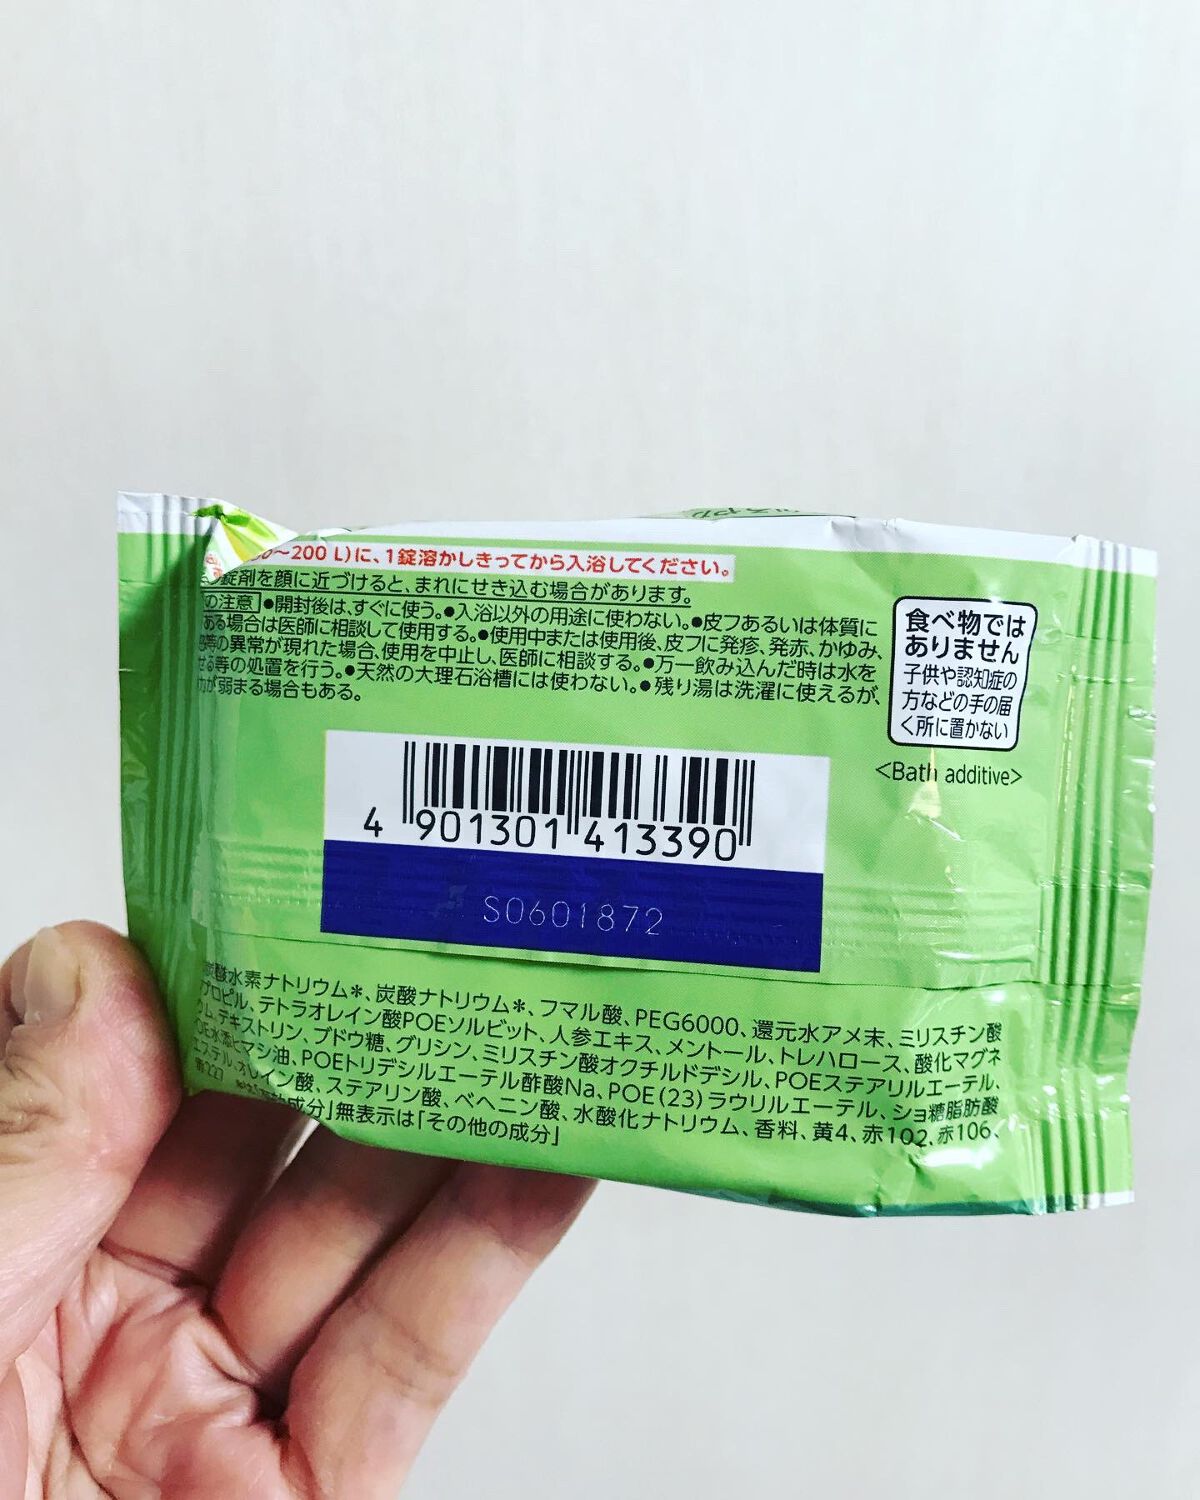 0～200 L)に、1錠溶かしきってから入浴してください。
錠剤を顔に近づけると、まれにせき込む場合があります。
の注意 ●開封後は、すぐに使う。●入浴以外の用途に使わない。●皮フあるいは体質に
ある場合は医師に相談して使用する。●使用中または使用後、皮フに発疹、発赤、かゆみ、
等の異常が現れた場合、使用を中止し、医師に相談する。●万一飲み込んだ時は水を
せる等の処置を行う。●天然の大理石浴槽には使わない。●残り湯は洗濯に使えるが、
が弱まる場合もある。
食べ物では
ありません
子供や認知症の
方などの手の届
く所に置かない
<Bath additive>
4 901301 413390
S0601872
炭酸水素ナトリウム*、炭酸ナトリウム*、フマル酸、PEG6000、還元水アメ末、ミリスチン酸
プロピル、テトラオレイン酸POEソルビット、人参エキス、メントール、トレハロース、酸化マグネ
ウム、デキストリン、ブドウ糖、グリシン、ミリスチン酸オクチルドデシル、POEステアリルエーテル、
POE水添ヒマシ油、POEトリデシルエーテル酢酸Na、POE(23)ラウリルエーテル、ショ糖脂肪酸
エステル、オレイン酸、ステアリン酸、ベヘニン酸、水酸化ナトリウム、香料、黄4、赤102、赤106、
成分」無表示は「その他の成分」